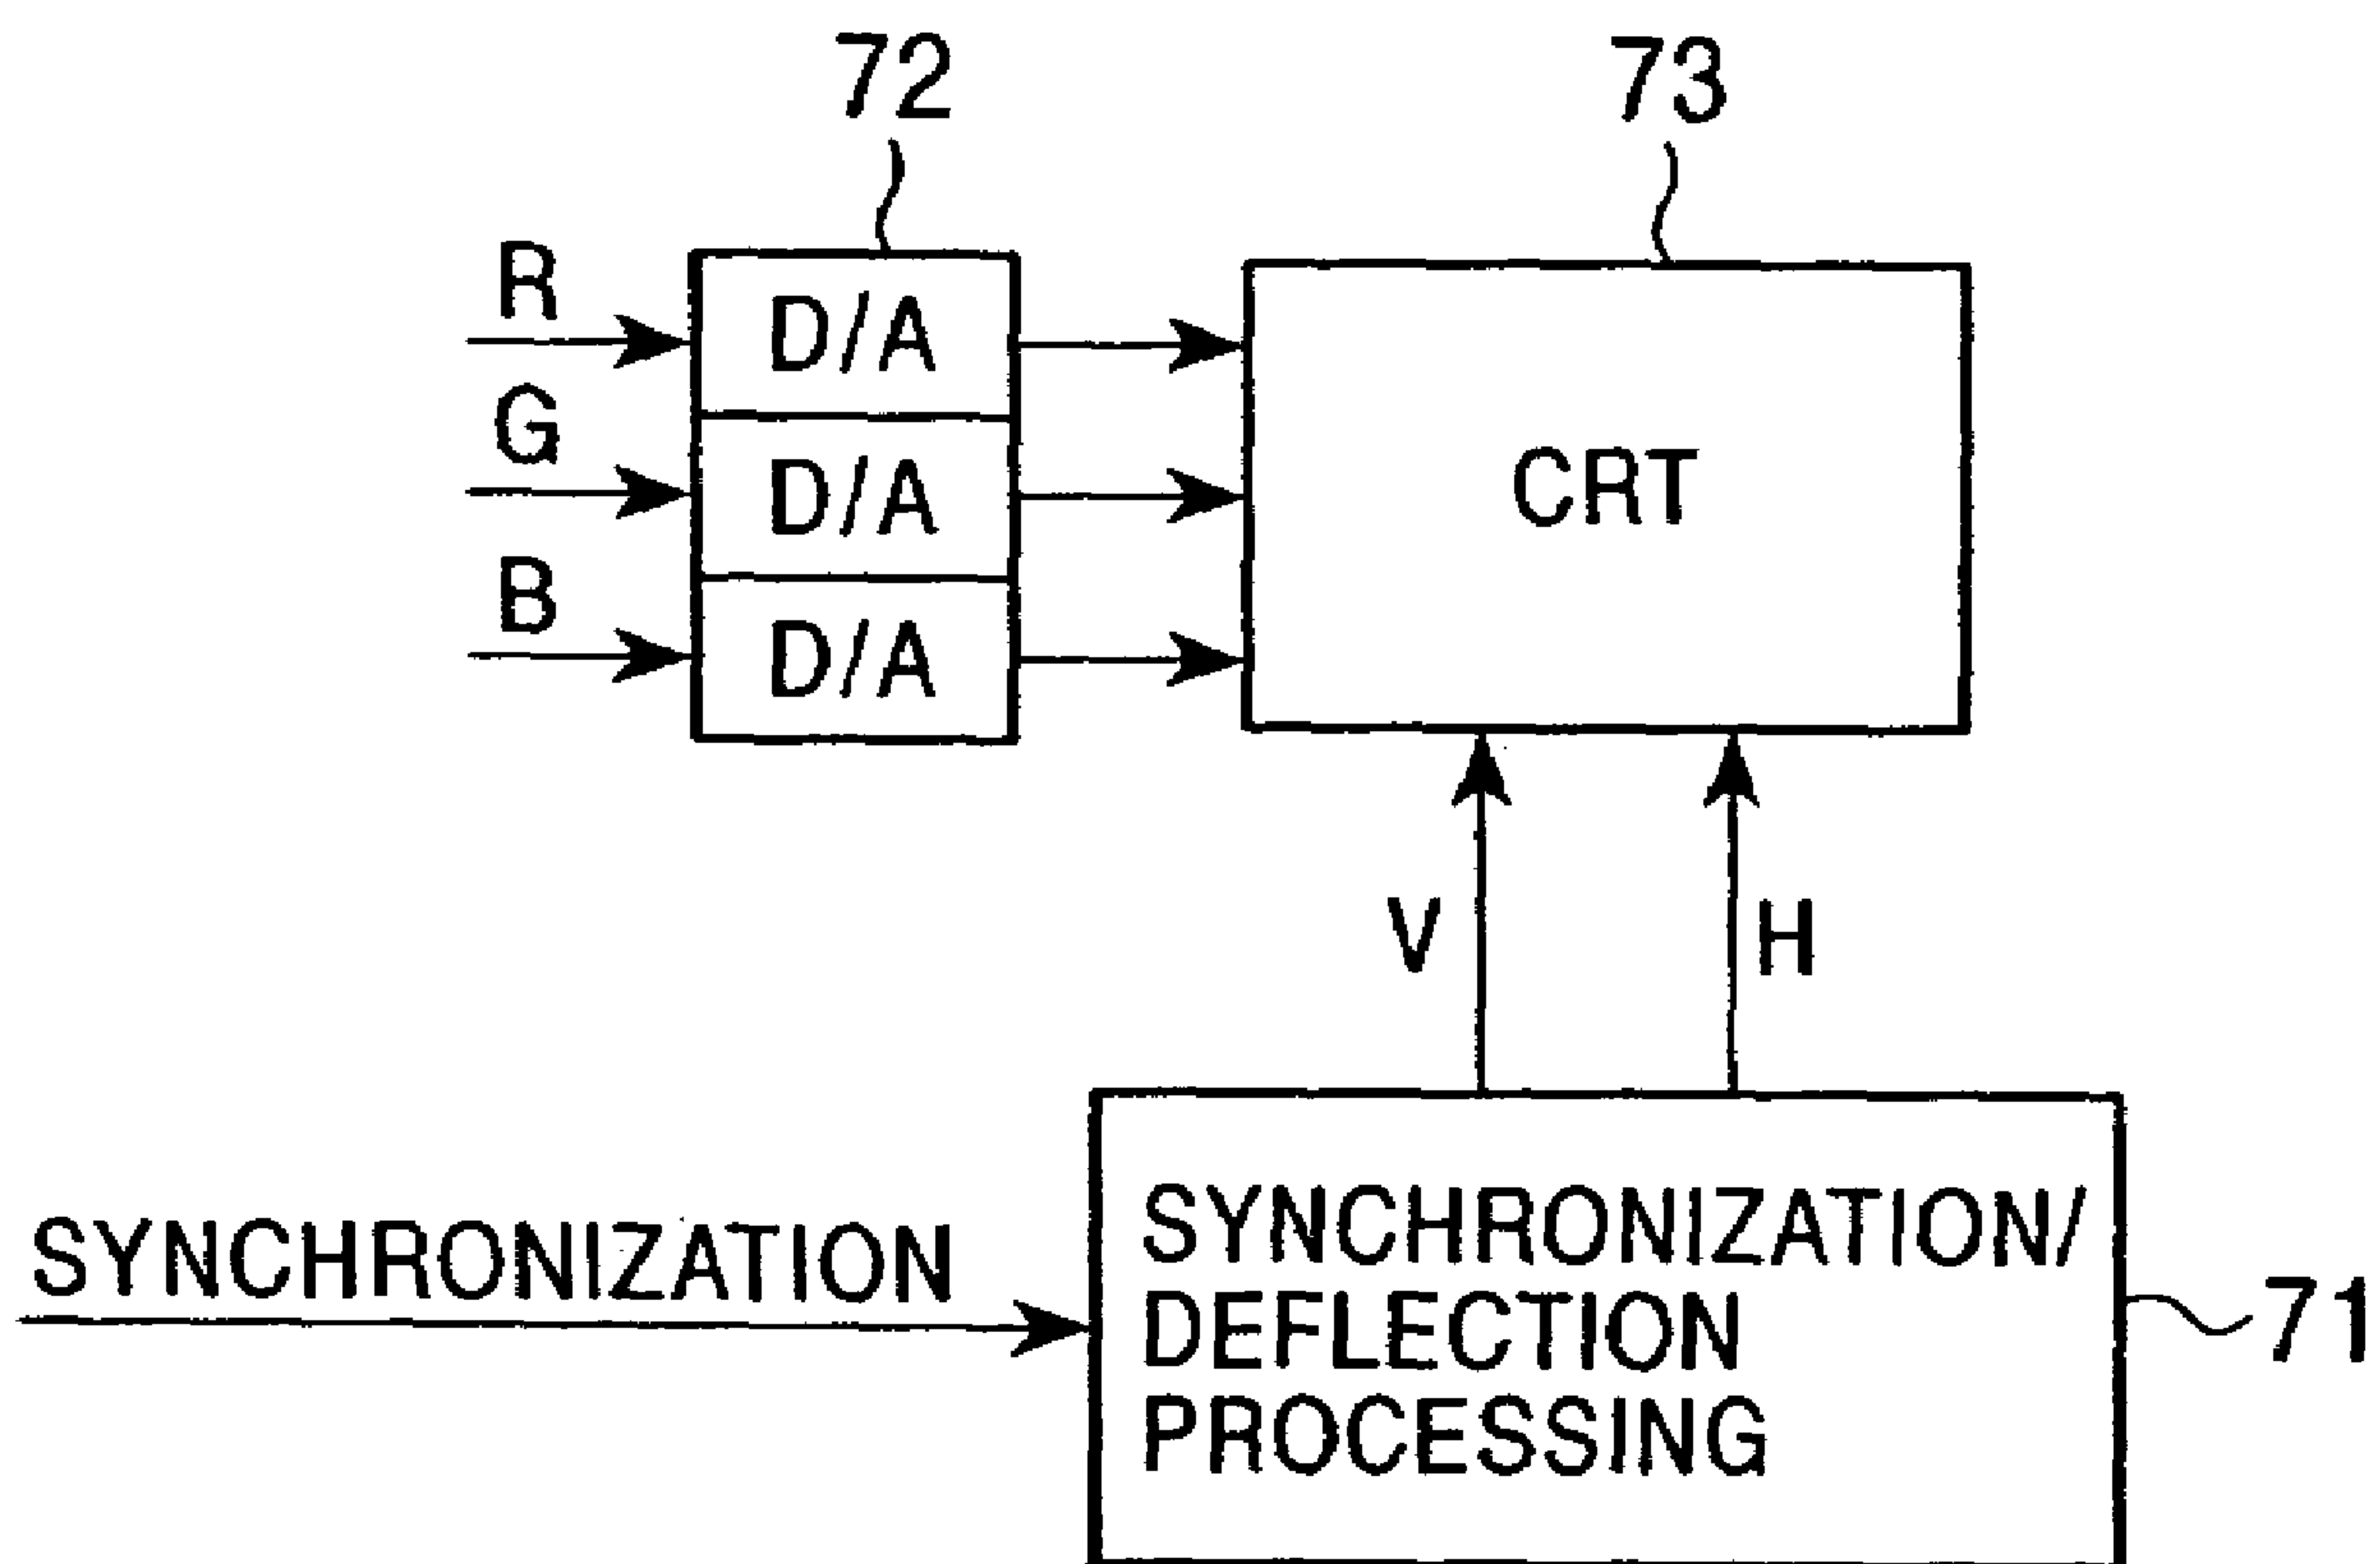 72
73
R
D/A
G
D/A
CRT
B
D/A
V
H
SYNCHRONIZATION
SYNCHRONIZATION/
DEFLECTION
PROCESSING
71